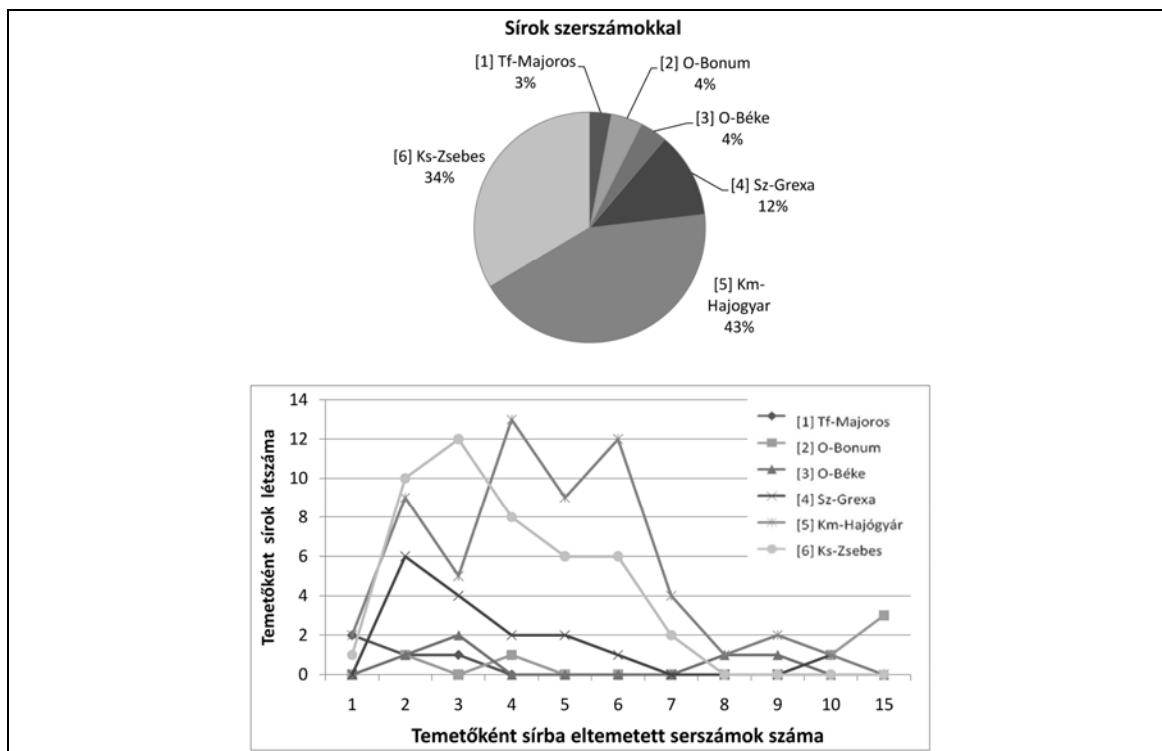 Sírok szerszámokkal
[1] Tf-Majoros
3%
[2] O-Bonum
4%
[3] O-Béke
4%
[4] Sz-Grexa
12%
[5] Km-
Hajogyar
43%
[6] Ks-Zsebes
34%
Temetőként sírok létszáma
14
12
10
8
6
4
2
0
1 2 3 4 5 6 7 8 9 10 15
Temetőként sírba eltemetett serszámok száma
[1] Tf-Majoros
[2] O-Bonum
[3] O-Béke
[4] Sz-Grexa
[5] Km-Hajógyár
[6] Ks-Zsebes